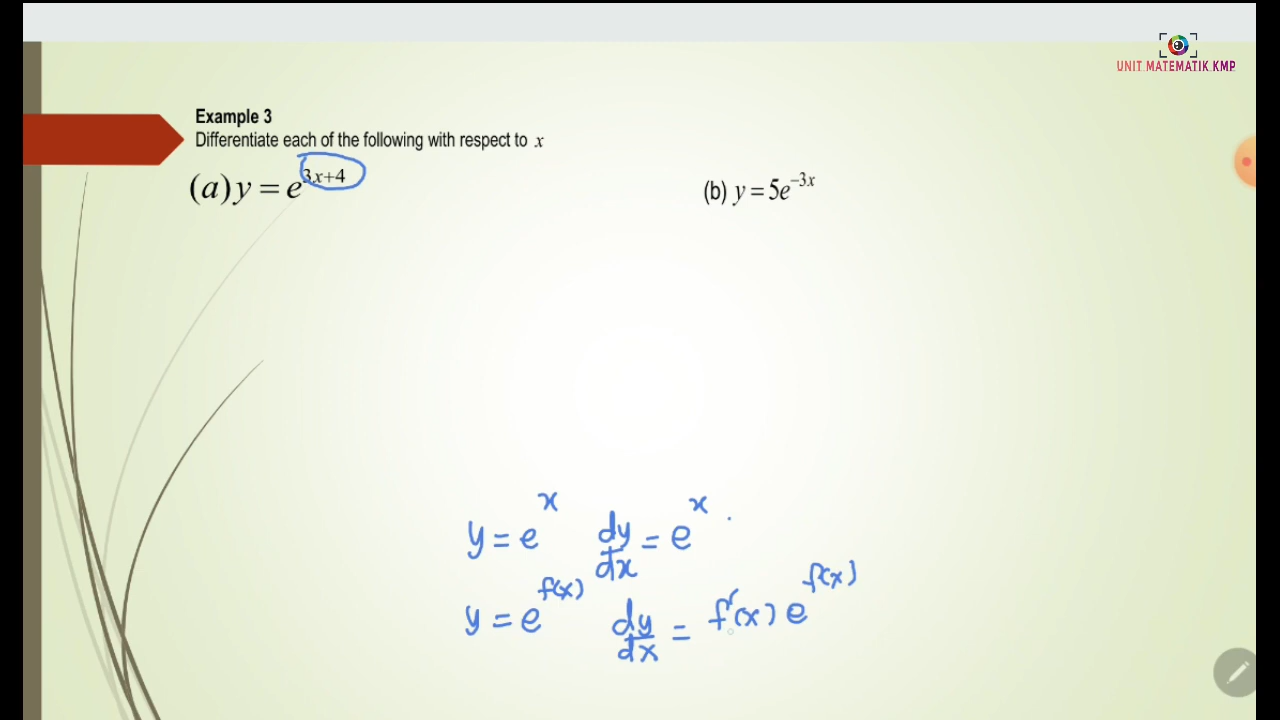 UNIT MATEMATIK KMP
Example 3
Differentiate each of the following with respect to x
(a) y = e^{3x+4}
(b) y = 5e^{-3x}
y = e^x   dy/dx = e^x .
y = e^{f(x)}   dy/dx = f'(x) e^{f(x)}